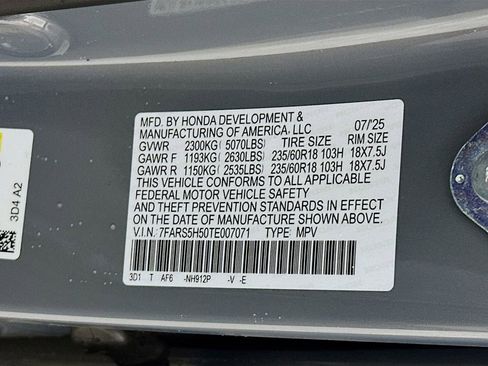 MFD. BY HONDA DEVELOPMENT &
MANUFACTURING OF AMERICA, LLC 07/'25
GVWR 2300KG(5070LBS) TIRE SIZE RIM SIZE
GAWR F 1193KG(2630LBS)235/60R18 103H 18X7.5J
GAWR R 1150KG(2535LBS)235/60R18 103H 18X7.5J
THIS VEHICLE CONFORMS TO ALL APPLICABLE
FEDERAL MOTOR VEHICLE SAFETY
AND THEFT PREVENTION STANDARDS IN EFFECT
ON THE DATE OF MANUFACTURE SHOWN ABOVE.
V.I.N. 7FARS5H50TE007071 TYPE: MPV
3D1 T AF6 -NH912P -V -E
3D4 A2